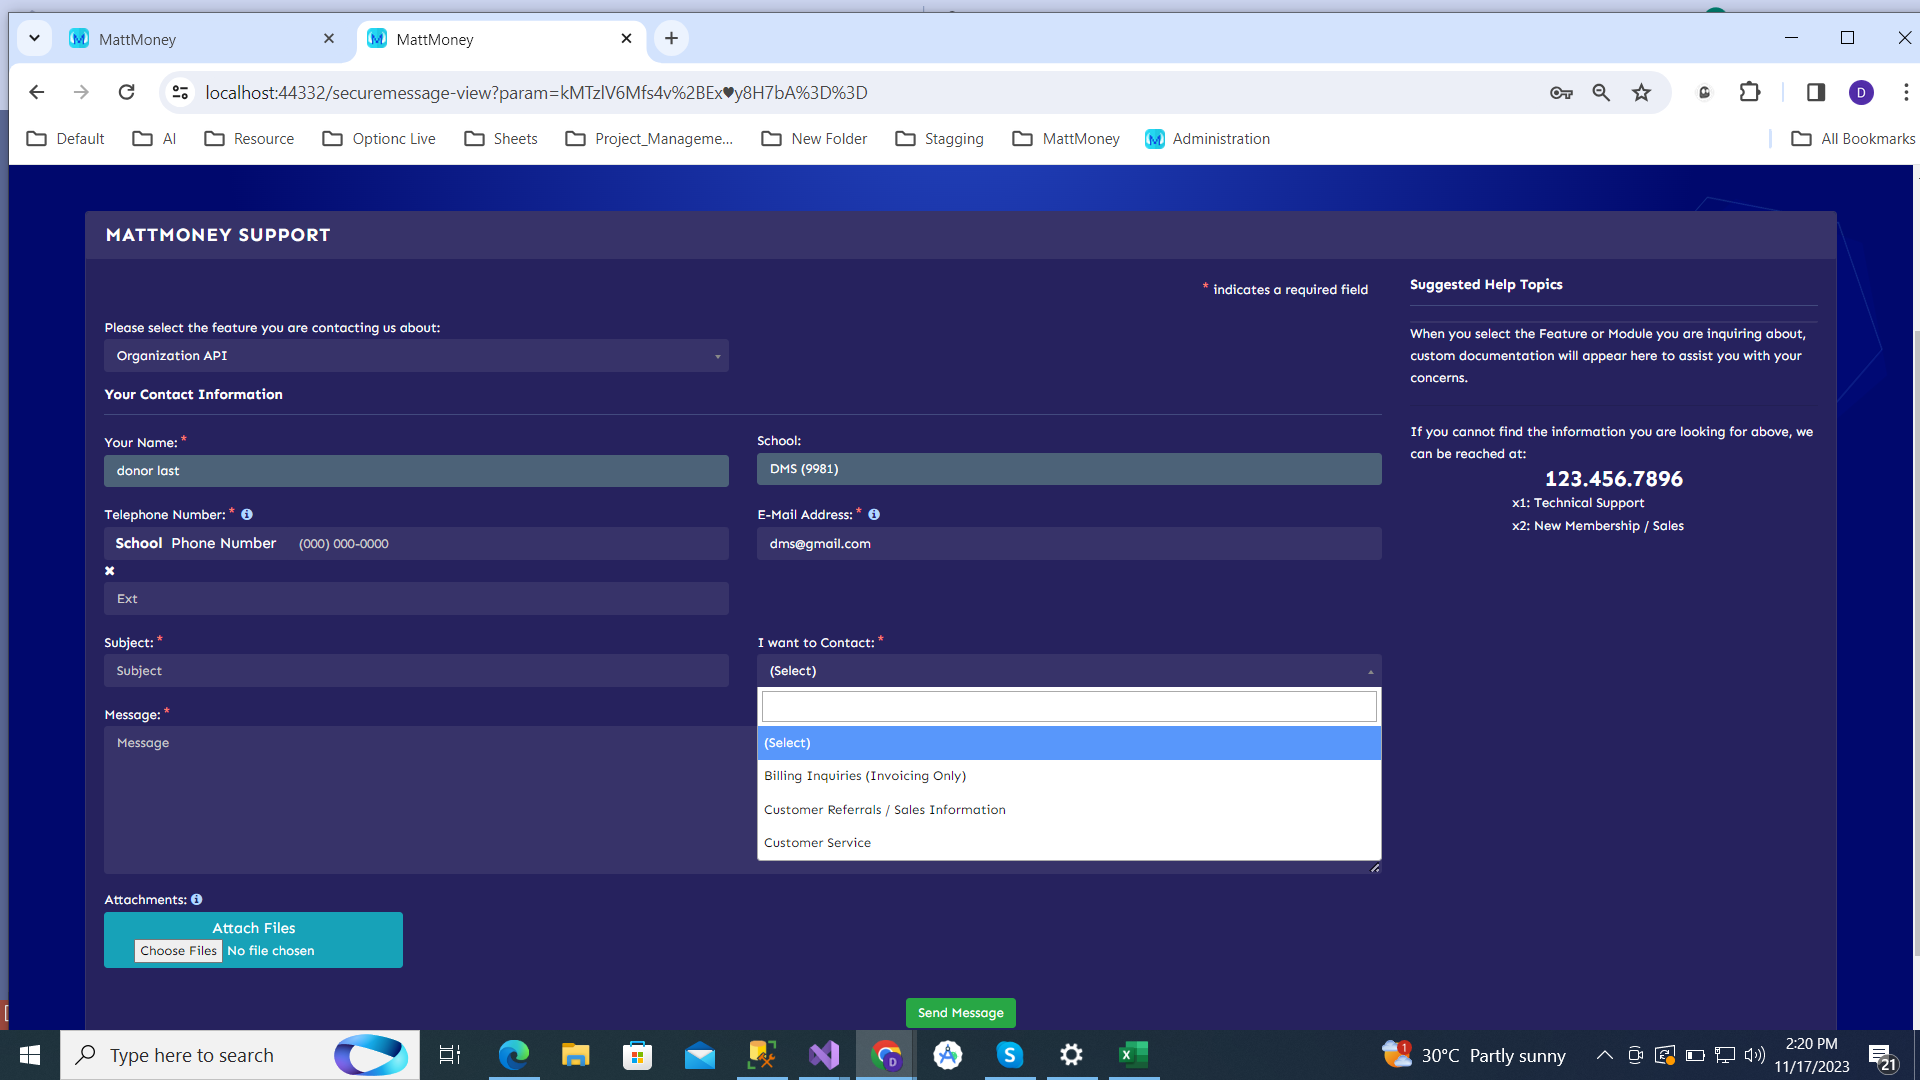 MattMoney
MattMoney
localhost:44332/securemessage-view?param=kMTzlV6Mfs4v%2BEx♥y8H7bA%3D%3D
D
Default
AI
Resource
Optionc Live
Sheets
Project_Manageme...
New Folder
Stagging
MattMoney
Administration
All Bookmarks
MATTMONEY SUPPORT
* indicates a required field
Please select the feature you are contacting us about:
Organization API
Your Contact Information
Your Name: *
donor last
School:
DMS (9981)
Telephone Number: *
School Phone Number (000) 000-0000
E-Mail Address: *
dms@gmail.com
Ext
Subject: *
Subject
I want to Contact: *
(Select)
(Select)
Billing Inquiries (Invoicing Only)
Customer Referrals / Sales Information
Customer Service
Message: *
Message
Attachments:
Attach Files
Choose Files No file chosen
Send Message
Suggested Help Topics
When you select the Feature or Module you are inquiring about,
custom documentation will appear here to assist you with your
concerns.
If you cannot find the information you are looking for above, we
can be reached at:
123.456.7896
x1: Technical Support
x2: New Membership / Sales
Type here to search
1
30°C Partly sunny
2:20 PM
11/17/2023
21